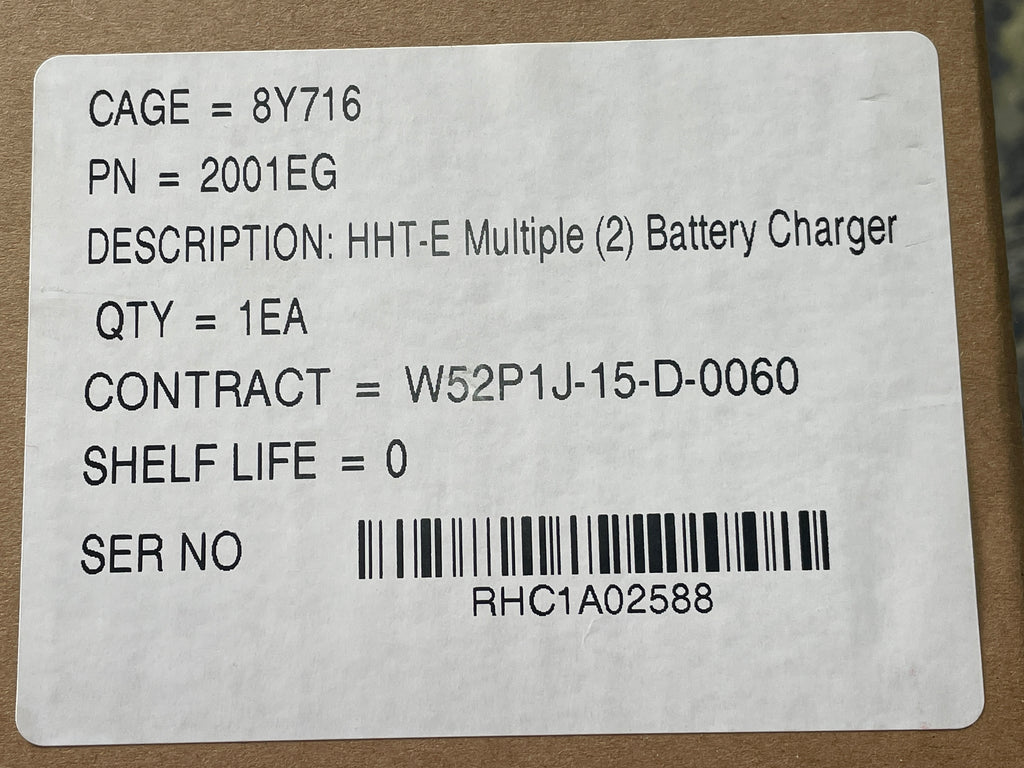 CAGE = 8Y716
PN = 2001EG
DESCRIPTION: HHT-E Multiple (2) Battery Charger
QTY = 1EA
CONTRACT = W52P1J-15-D-0060
SHELF LIFE = 0
SER NO
RHC1A02588